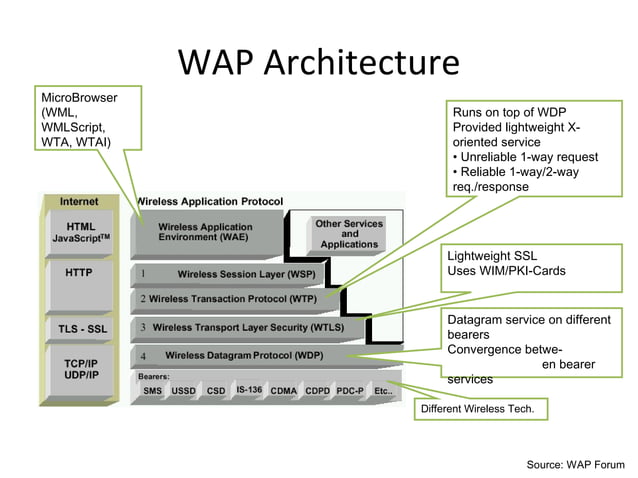 WAP Architecture
MicroBrowser
(WML,
WMLScript,
WTA, WTAI)
Runs on top of WDP
Provided lightweight X-
oriented service
• Unreliable 1-way request
• Reliable 1-way/2-way
req./response
Internet
Wireless Application Protocol
HTML
JavaScript™
Wireless Application
Environment (WAE)
Other Services
and
Applications
HTTP
1 Wireless Session Layer (WSP)
2 Wireless Transaction Protocol (WTP)
Lightweight SSL
Uses WIM/PKI-Cards
TLS - SSL
3 Wireless Transport Layer Security (WTLS)
Datagram service on different
bearers
Convergence betwe-
en bearer
services
TCP/IP
UDP/IP
4 Wireless Datagram Protocol (WDP)
Bearers:
SMS USSD CSD IS-136 CDMA CDPD PDC-P Etc..
Different Wireless Tech.
Source: WAP Forum